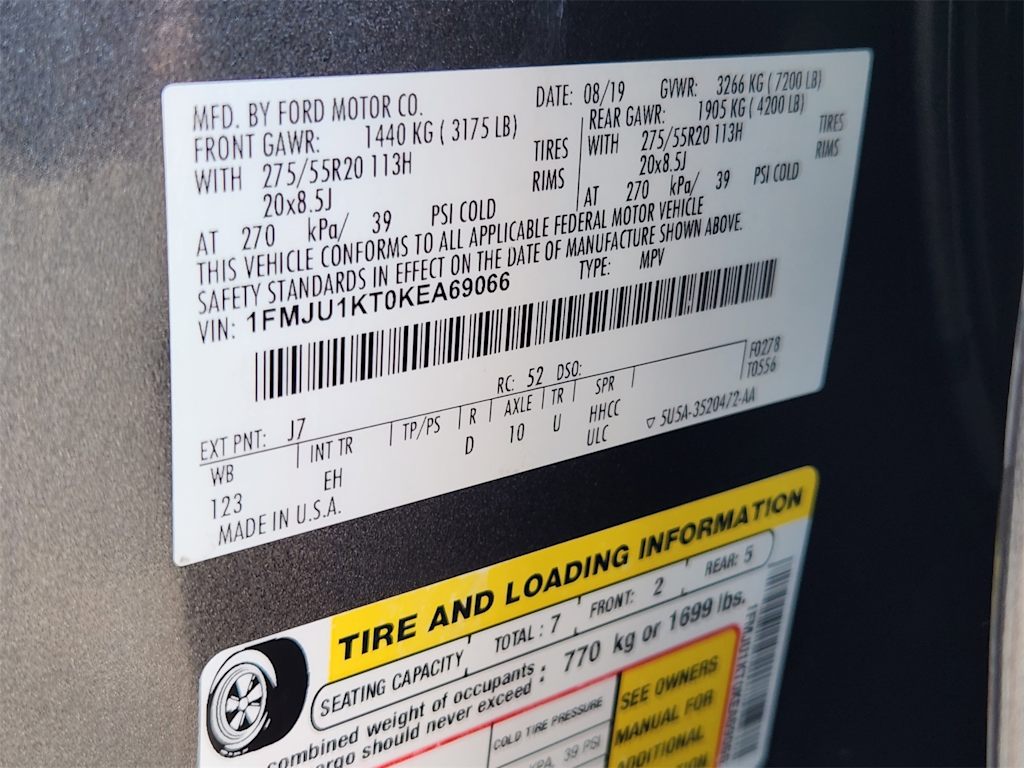 MFD. BY FORD MOTOR CO. DATE: 08/19 GVWR: 3266 KG ( 7200 LB)
FRONT GAWR: 1440 KG ( 3175 LB) REAR GAWR: 1905 KG ( 4200 LB)
WITH 275/55R20 113H TIRES WITH 275/55R20 113H TIRES
20x8.5J RIMS 20x8.5J RIMS
AT 270 kPa/ 39 PSI COLD AT 270 kPa/ 39 PSI COLD
THIS VEHICLE CONFORMS TO ALL APPLICABLE FEDERAL MOTOR VEHICLE
SAFETY STANDARDS IN EFFECT ON THE DATE OF MANUFACTURE SHOWN ABOVE.
VIN: 1FMJU1KT0KEA69066 TYPE: MPV
F0278
T0556
EXT PNT: J7 RC: 52 DSO:
WB INT TR TP/PS R AXLE TR SPR
123 EH D 10 U HHCC
ULC
MADE IN U.S.A. ▽ 5U5A-3520472-AA
TIRE AND LOADING INFORMATION
SEATING CAPACITY TOTAL : 7 FRONT: 2 REAR: 5
combined weight of occupants
argo should never exceed : 770 kg or 1699 lbs.
COLD TIRE PRESSURE
KPA, 39 PSI
SEE OWNERS
MANUAL FOR
ADDITIONAL